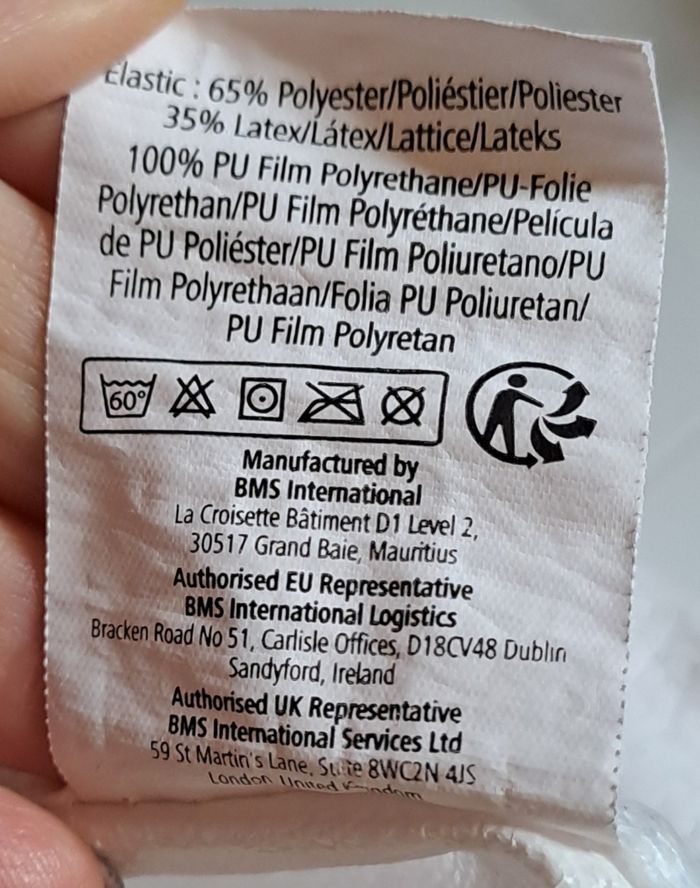 Elastic : 65% Polyester/Poliéstier/Poliester
35% Latex/Látex/Lattice/Lateks
100% PU Film Polyrethane/PU-Folie
Polyrethan/PU Film Polyréthane/Película
de PU Poliéster/PU Film Poliuretano/PU
Film Polyrethaan/Folia PU Poliuretan/
PU Film Polyretan
60°
Manufactured by
BMS International
La Croisette Bâtiment D1 Level 2,
30517 Grand Baie, Mauritius
Authorised EU Representative
BMS International Logistics
Bracken Road No 51, Carlisle Offices, D18CV48 Dublin
Sandyford, Ireland
Authorised UK Representative
BMS International Services Ltd
59 St Martin's Lane, Suite 8WC2N 4JS
London United Kingdom